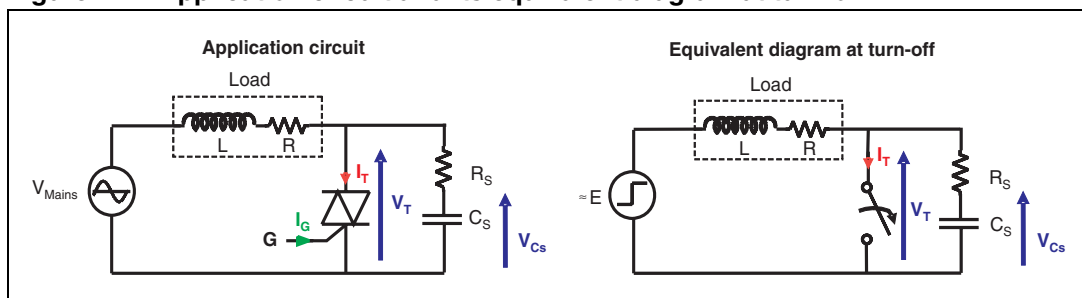 Application circuit
Load
L
R
I_T
V_Mains
V_T
R_S
C_S
I_G
G
V_Cs
Equivalent diagram at turn-off
Load
L
R
I_T
≈E
V_T
R_S
C_S
V_Cs